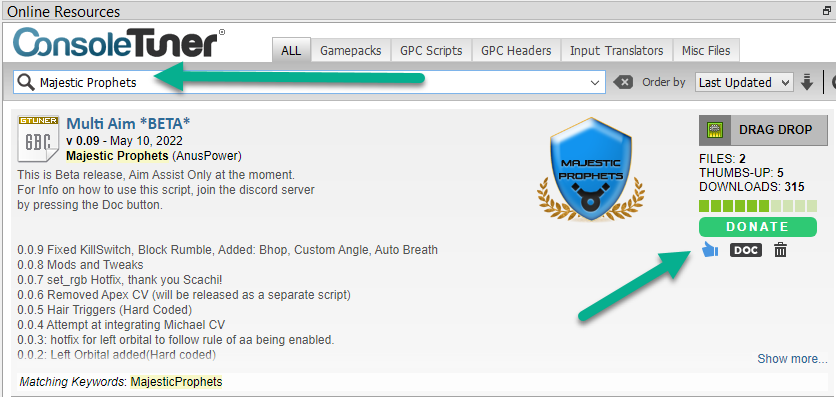 Online Resources
ConsoleTuner®
ALL Gamepacks GPC Scripts GPC Headers Input Translators Misc Files
Majestic Prophets Order by Last Updated
GTUNER
GBC
Multi Aim *BETA*
v 0.09 - May 10, 2022
Majestic Prophets (AnusPower)
This is Beta release, Aim Assist Only at the moment.
For Info on how to use this script, join the discord server
by pressing the Doc button.
0.0.9 Fixed KillSwitch, Block Rumble, Added: Bhop, Custom Angle, Auto Breath
0.0.8 Mods and Tweaks
0.0.7 set_rgb Hotfix, thank you Scachi!
0.0.6 Removed Apex CV (will be released as a separate script)
0.0.5 Hair Triggers (Hard Coded)
0.0.4 Attempt at integrating Michael CV
0.0.3: hotfix for left orbital to follow rule of aa being enabled.
0.0.2: Left Orbital added(Hard coded)
MAJESTIC
PROPHETS
DRAG DROP
FILES: 2
THUMBS-UP: 5
DOWNLOADS: 315
DONATE
DOC
Show more...
Matching Keywords: MajesticProphets